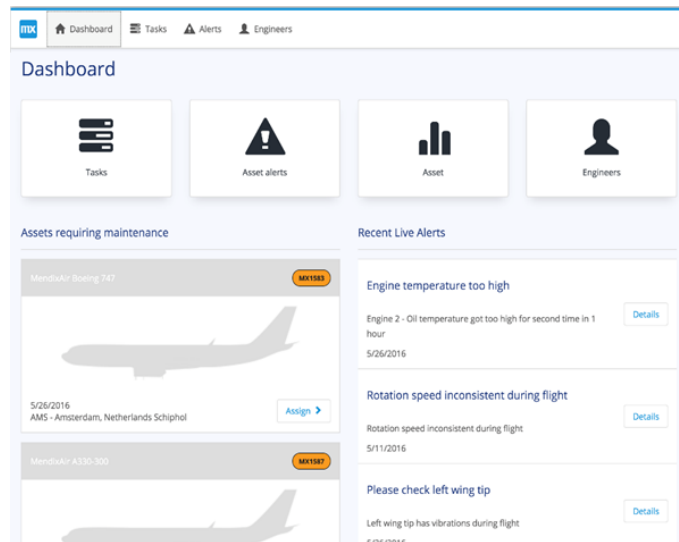 mx
Dashboard
Tasks
Alerts
Engineers
Dashboard
Tasks
Asset alerts
Asset
Engineers
Assets requiring maintenance
MendixAir Boeing 747
MX1583
5/26/2016
AMS - Amsterdam, Netherlands Schiphol
Assign
MendixAir A330-300
MX1587
Recent Live Alerts
Engine temperature too high
Engine 2 - Oil temperature got too high for second time in 1
hour
5/26/2016
Details
Rotation speed inconsistent during flight
Rotation speed inconsistent during flight
5/11/2016
Details
Please check left wing tip
Left wing tip has vibrations during flight
5/26/2016
Details